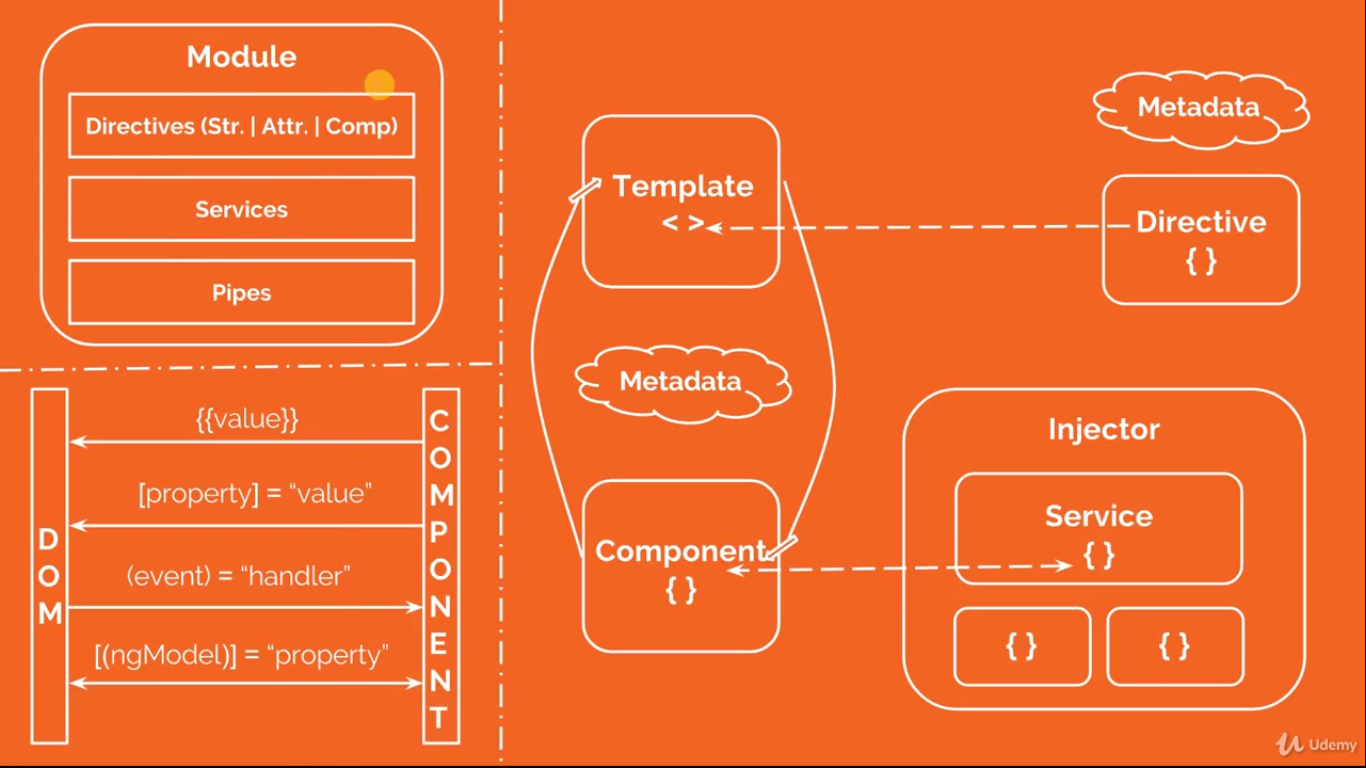 Module
Directives (Str. | Attr. | Comp)
Services
Pipes
{{value}}
[property] = “value”
(event) = “handler”
[(ngModel)] = “property”
DOM
COMPONENT
Template
< >
Metadata
Component
{ }
Metadata
Directive
{ }
Injector
Service
{ }
{ }
{ }
Udemy